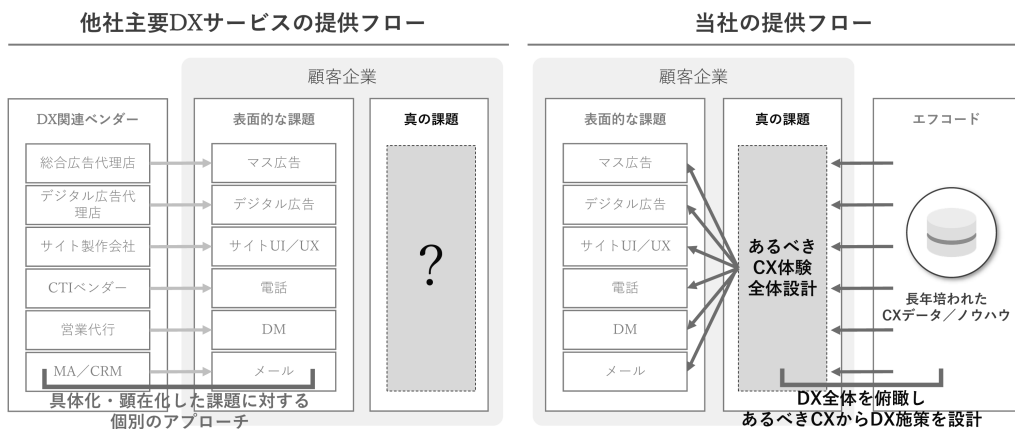 他社主要DXサービスの提供フロー
顧客企業
DX関連ベンダー
総合広告代理店
デジタル広告代
理店
サイト製作会社
CTIベンダー
営業代行
MA／CRM
表面的な課題
マス広告
デジタル広告
サイトUI／UX
電話
DM
メール
真の課題
?
具体化・顕在化した課題に対する
個別のアプローチ
当社の提供フロー
顧客企業
表面的な課題
マス広告
デジタル広告
サイトUI／UX
電話
DM
メール
真の課題
あるべき
CX体験
全体設計
エフコード
長年培われた
CXデータ／ノウハウ
DX全体を俯瞰し
あるべきCXからDX施策を設計